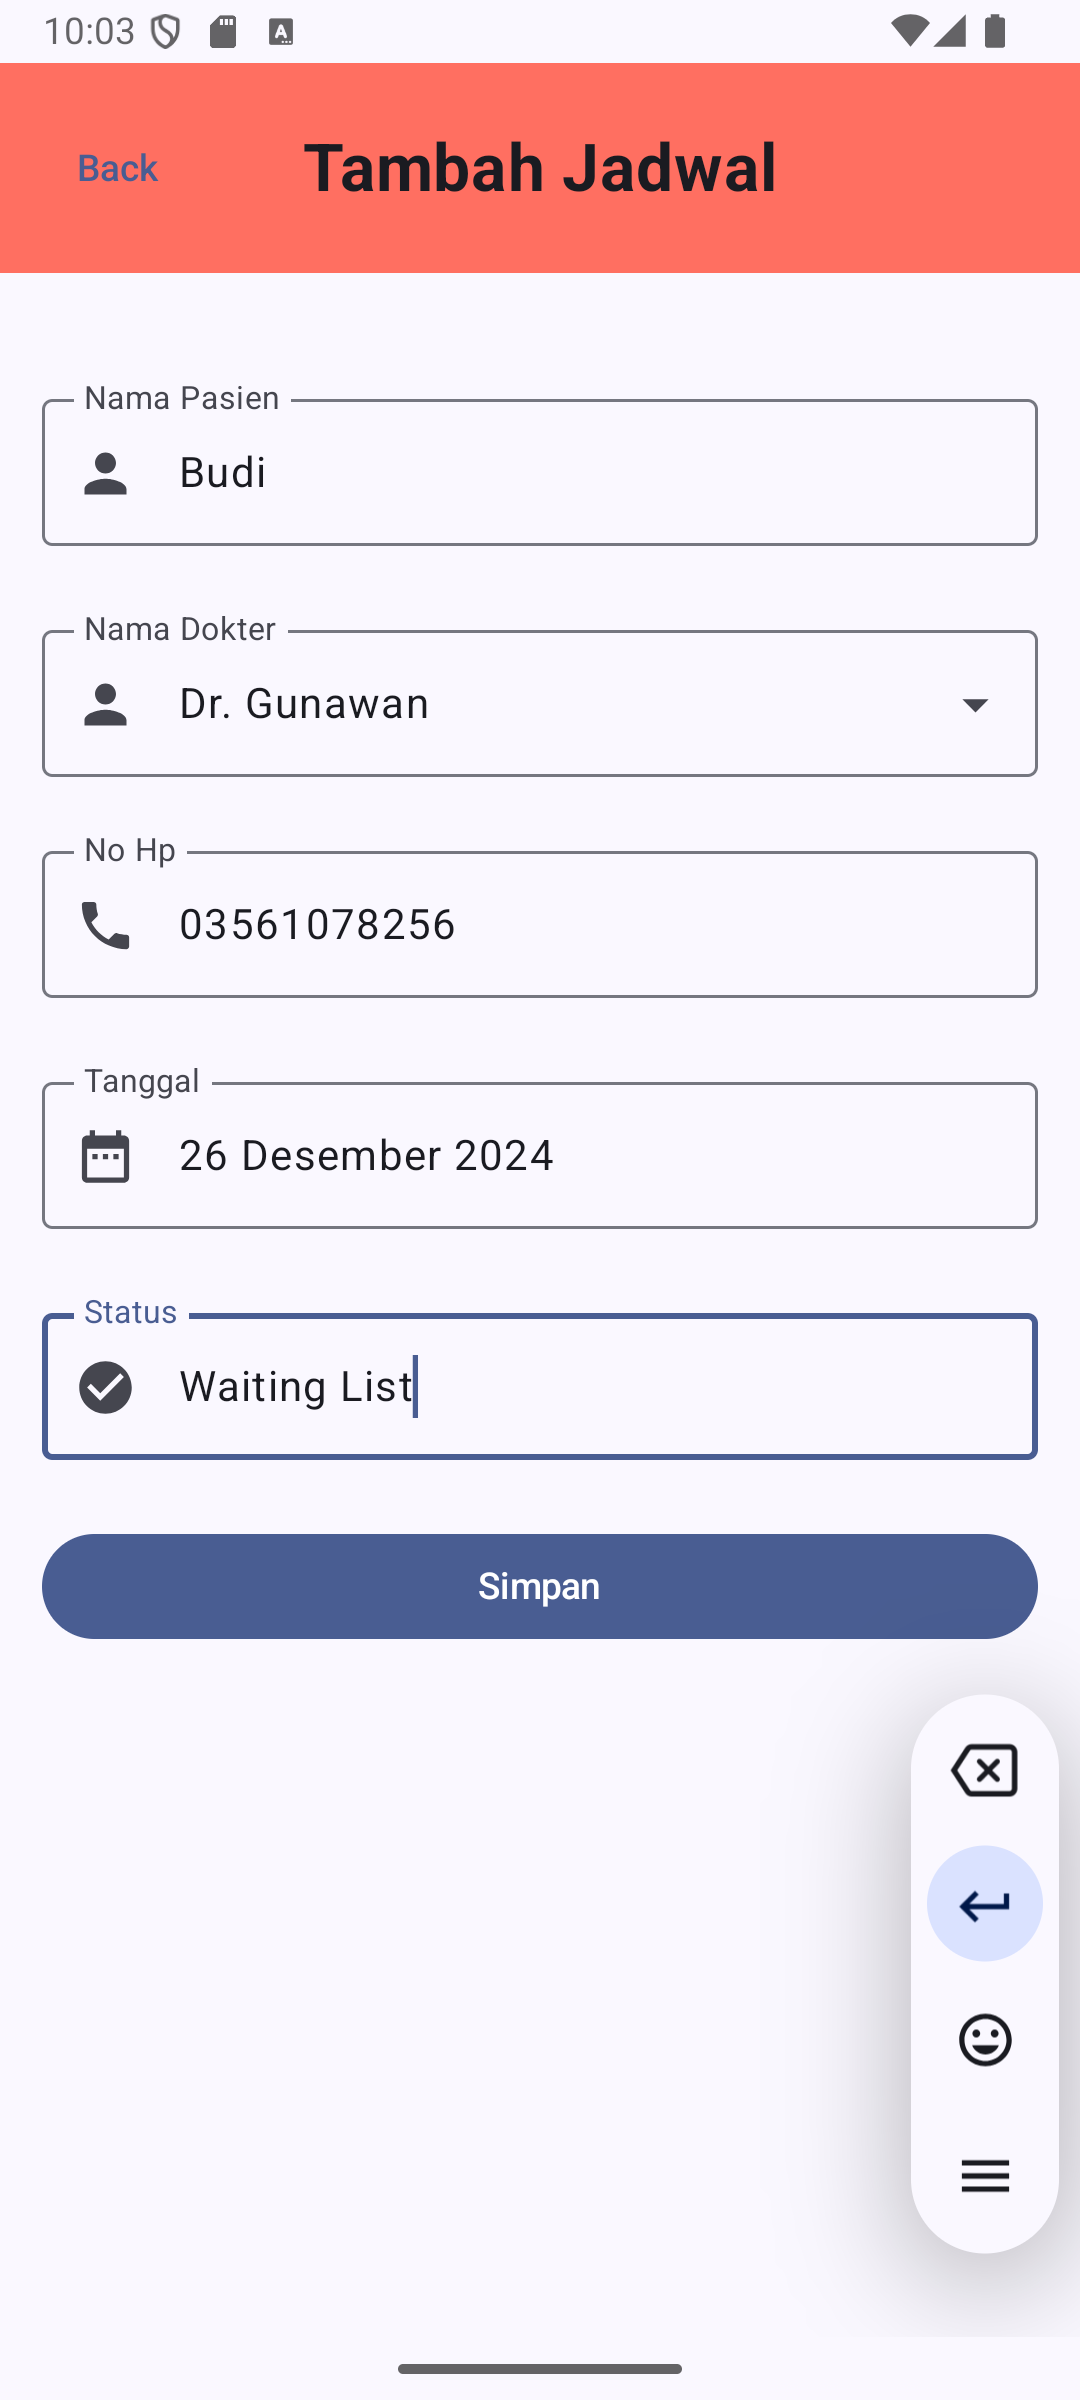 10:03
Back
Tambah Jadwal
Nama Pasien
Budi
Nama Dokter
Dr. Gunawan
No Hp
03561078256
Tanggal
26 Desember 2024
Status
Waiting List
Simpan